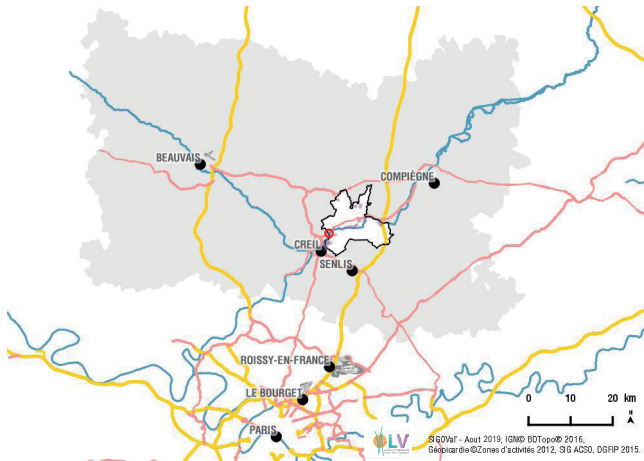 BEAUVAIS
COMPIÈGNE
CREIL
SENLIS
ROISSY-EN-FRANCE
LE BOURGET
PARIS
0 10 20 km
N
LV
SIGOVaT - Aout 2019, IGN© BDTopo® 2016,
Géopicardie©Zones d'activités 2012, SIG ACSO, DGFIP 2015